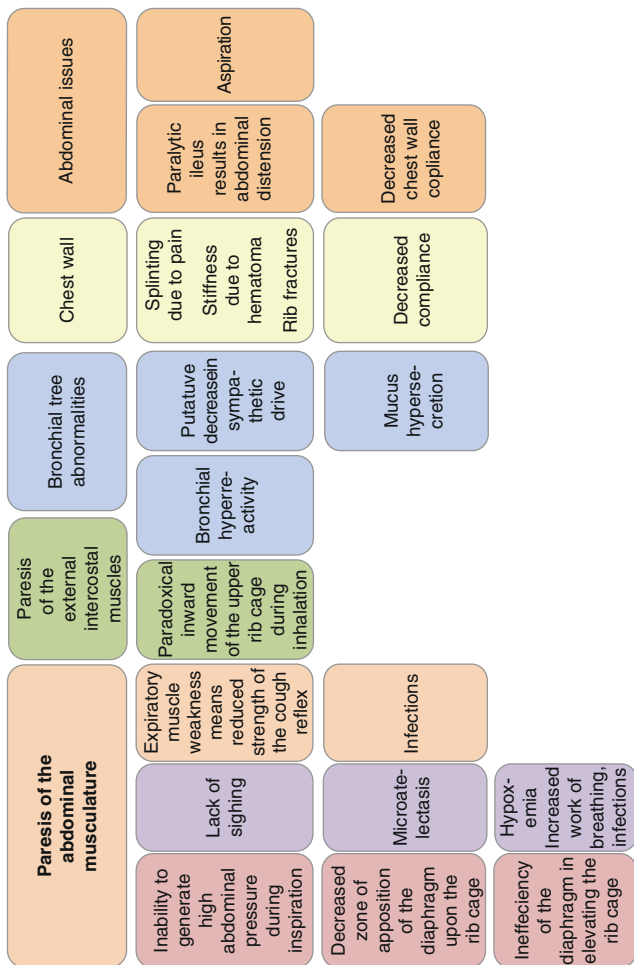 Paresis of the
abdominal
musculature
Paresis
of the
external
intercostal
muscles
Bronchial tree
abnormalities
Chest wall
Abdominal issues
Inability to
generate
high
abdominal
pressure
during
inspiration
Lack of
sighing
Expiratory
muscle
weakness
means
reduced
strength of
the cough
reflex
Paradoxical
inward
movement
of the upper
rib cage
during
inhalation
Bronchial
hyperre-
activity
Putatuve
decreasein
sympa-
thetic
drive
Splinting
due to pain
Stiffness
due to
hematoma
Rib fractures
Paralytic
ileus
results in
abdominal
distension
Aspiration
Decreased
zone of
apposition
of the
diaphragm
upon the
rib cage
Microate-
lectasis
Infections
Mucus
hyperse-
cretion
Decreased
compliance
Decreased
chest wall
copliance
Ineffeciency
of the
diaphragm in
elevating the
rib cage
Hypox-
emia
Increased
work of
breathing,
infections